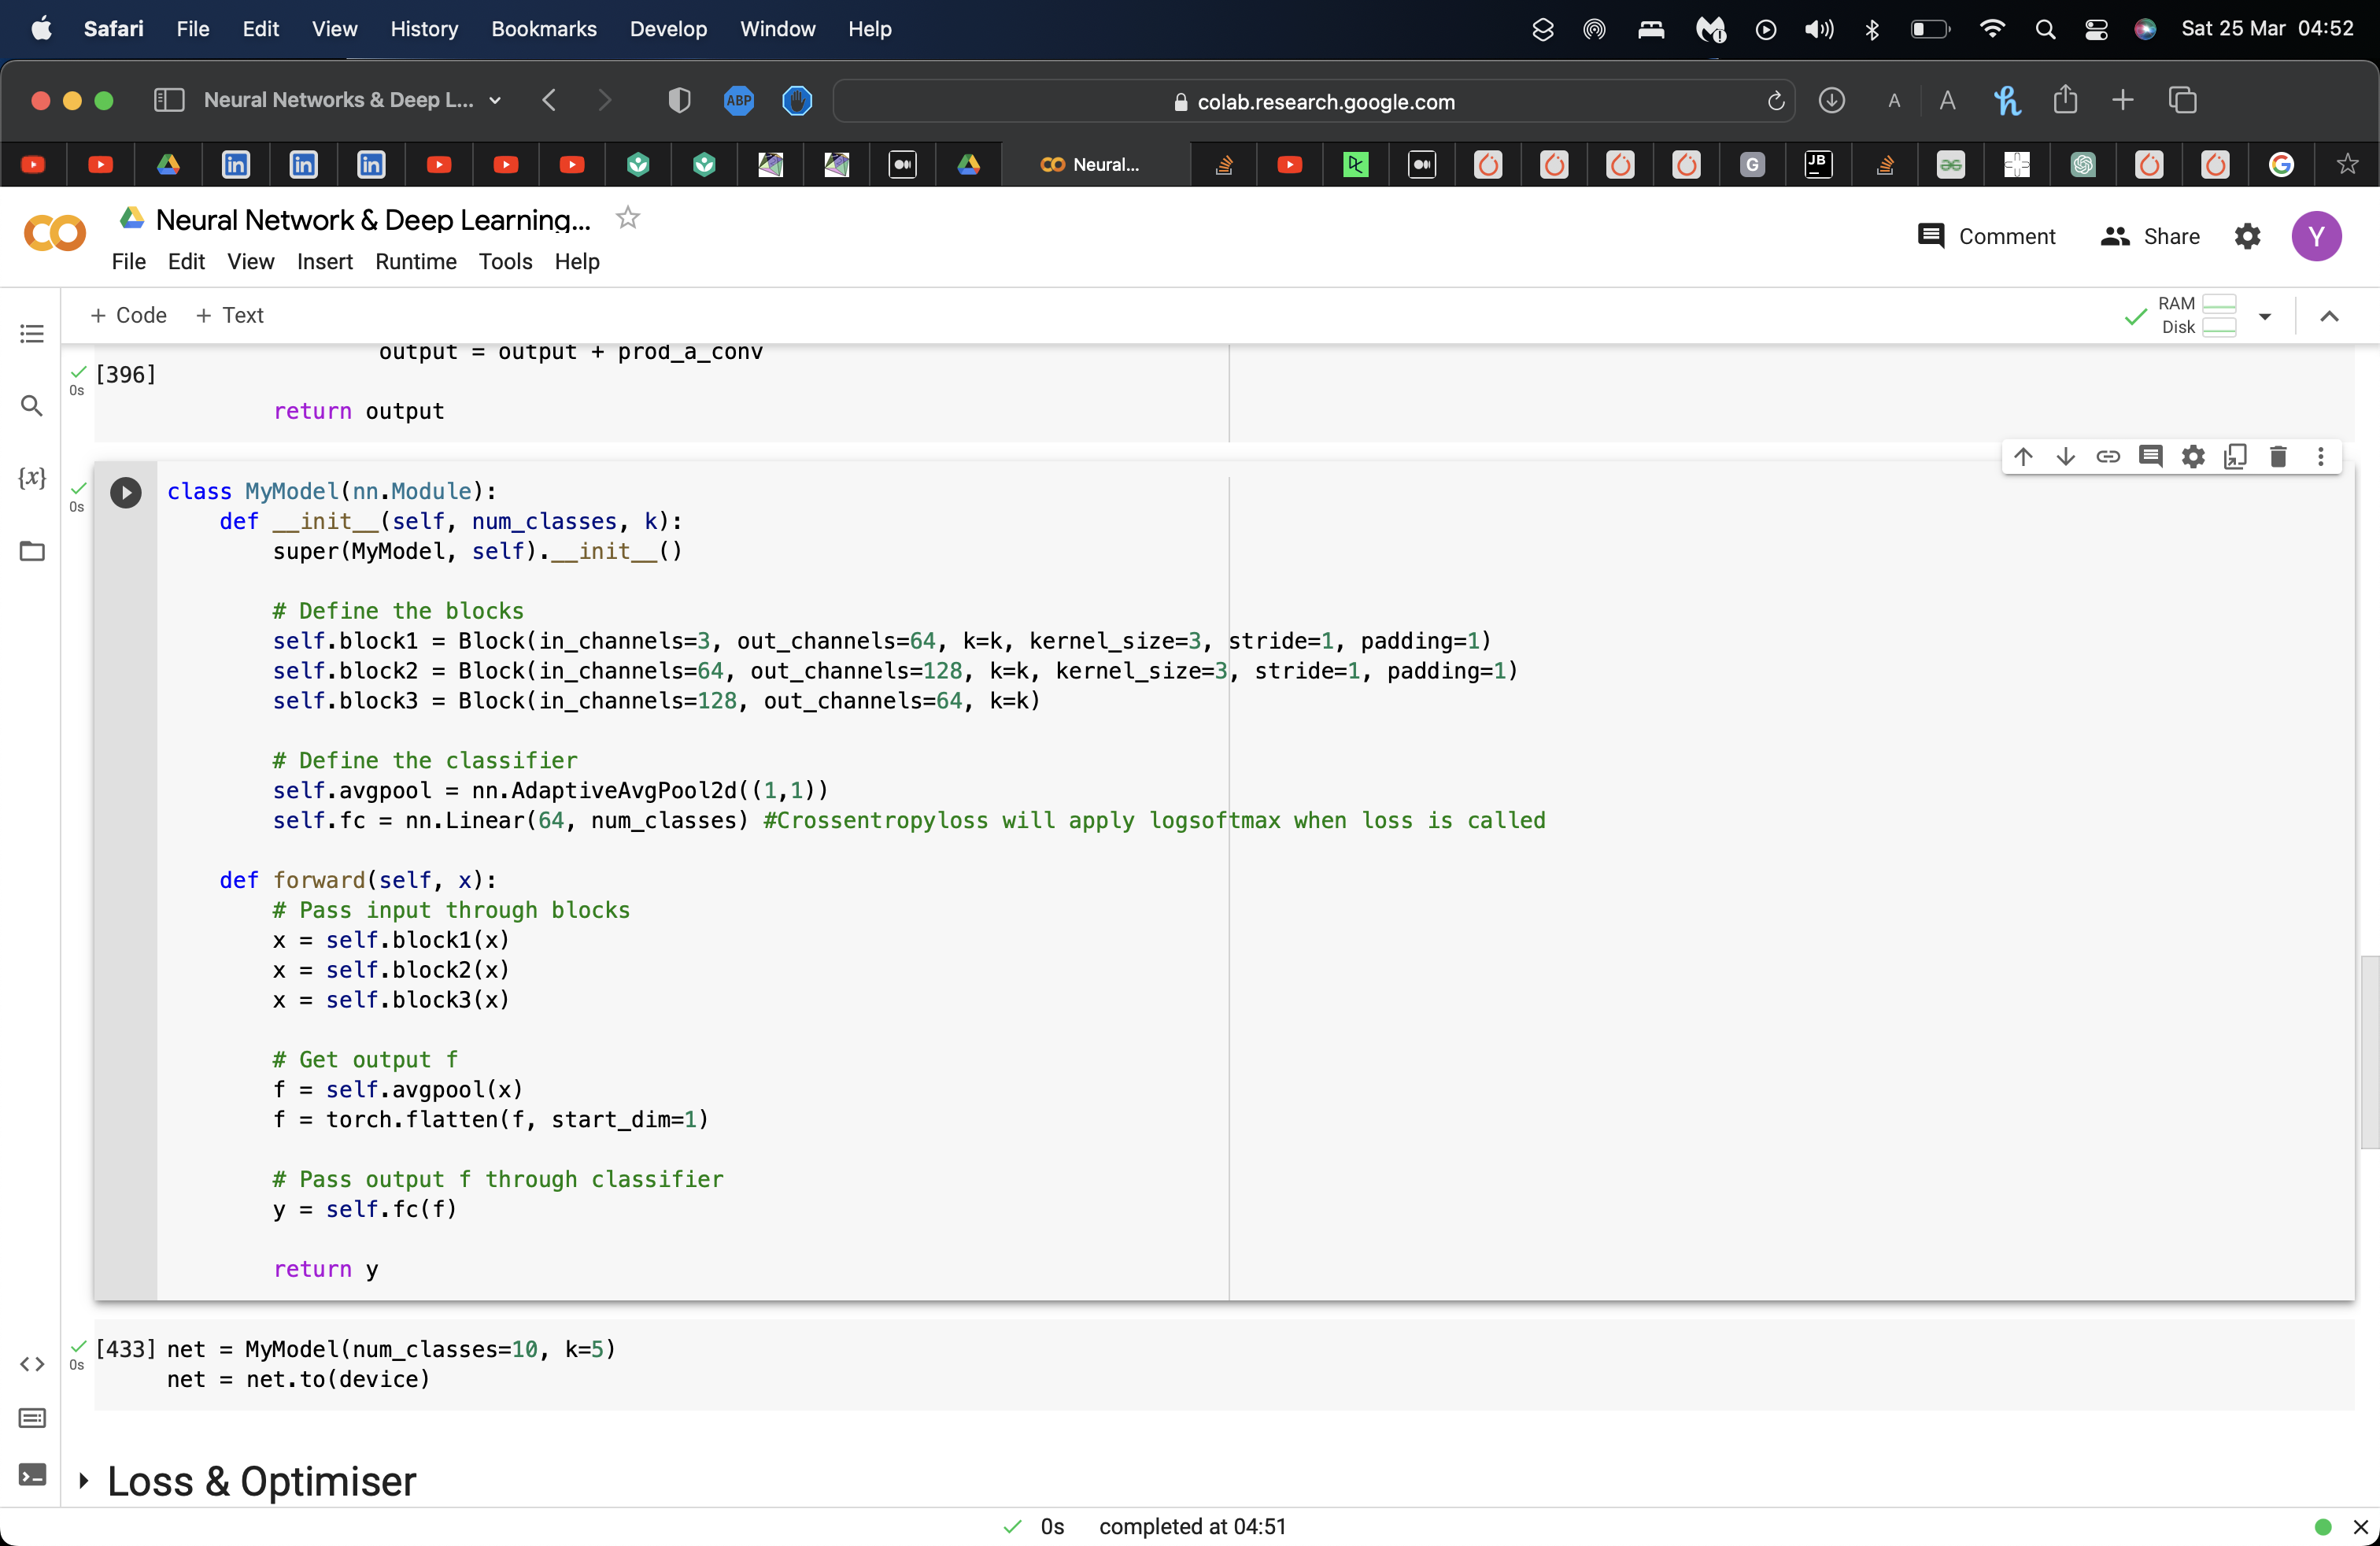 Safari File Edit View History Bookmarks Develop Window Help Sat 25 Mar 04:52
Neural Networks & Deep L... ABP colab.research.google.com A A
Neural... G JB
Neural Network & Deep Learning... Comment Share Y
File Edit View Insert Runtime Tools Help
+ Code + Text RAM
Disk
output = output + prod_a_conv
[396]
0s
return output
0s
class MyModel(nn.Module):
def __init__(self, num_classes, k):
super(MyModel, self).__init__()
# Define the blocks
self.block1 = Block(in_channels=3, out_channels=64, k=k, kernel_size=3, stride=1, padding=1)
self.block2 = Block(in_channels=64, out_channels=128, k=k, kernel_size=3, stride=1, padding=1)
self.block3 = Block(in_channels=128, out_channels=64, k=k)
# Define the classifier
self.avgpool = nn.AdaptiveAvgPool2d((1,1))
self.fc = nn.Linear(64, num_classes) #Crossentropyloss will apply logsoftmax when loss is called
def forward(self, x):
# Pass input through blocks
x = self.block1(x)
x = self.block2(x)
x = self.block3(x)
# Get output f
f = self.avgpool(x)
f = torch.flatten(f, start_dim=1)
# Pass output f through classifier
y = self.fc(f)
return y
[433] net = MyModel(num_classes=10, k=5)
0s
net = net.to(device)
Loss & Optimiser
0s completed at 04:51